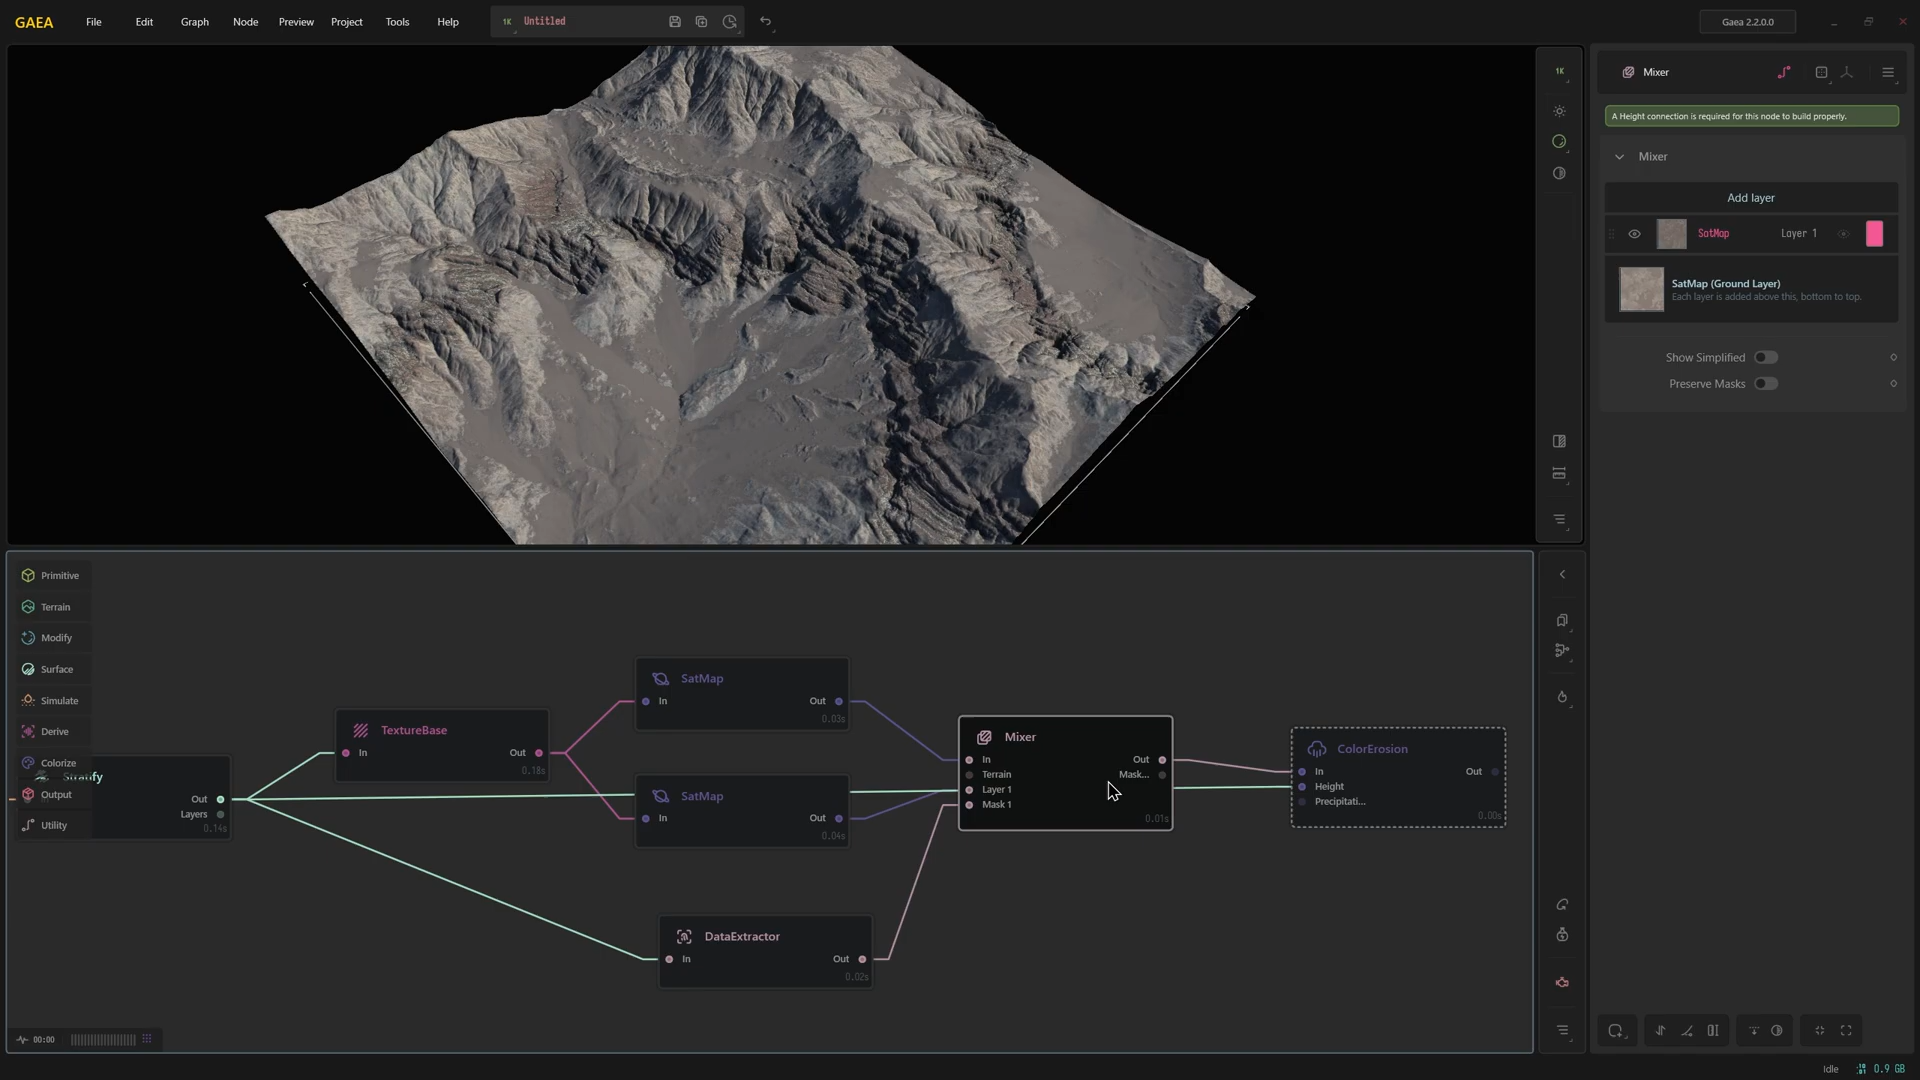 GAEA File Edit Graph Node Preview Project Tools Help 1K Untitled Gaea 2.2.0.0
1K
Mixer
A Height connection is required for this node to build properly.
Mixer
Add layer
SatMap Layer 1
SatMap (Ground Layer)
Each layer is added above this, bottom to top.
Show Simplified
Preserve Masks
Primitive
Terrain
Modify
Surface
Simulate
Derive
Colorize
Output
Utility
Stratify
Out
Layers
0.14s
TextureBase
In Out
0.18s
SatMap
In Out
0.03s
SatMap
In Out
0.04s
DataExtractor
In Out
0.02s
Mixer
In Out
Terrain Mask...
Layer 1
Mask 1
0.01s
ColorErosion
In Out
Height
Precipitati...
0.00s
00:00
Idle 0.9 GB